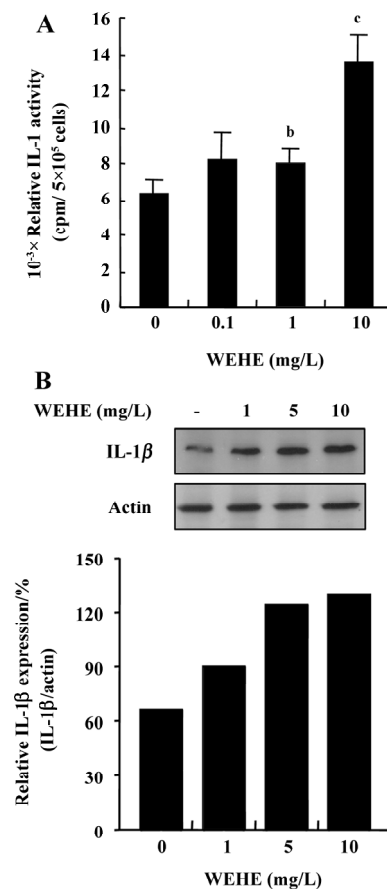 A
10⁻³× Relative IL-1 activity
(cpm/ 5×10⁵ cells)
16
14
12
10
8
6
4
2
0
b
c
0 0.1 1 10
WEHE (mg/L)
B
WEHE (mg/L) - 1 5 10
IL-1β
Actin
Relative IL-1β expression/%
(IL-1β/actin)
150
120
90
60
30
0
0 1 5 10
WEHE (mg/L)